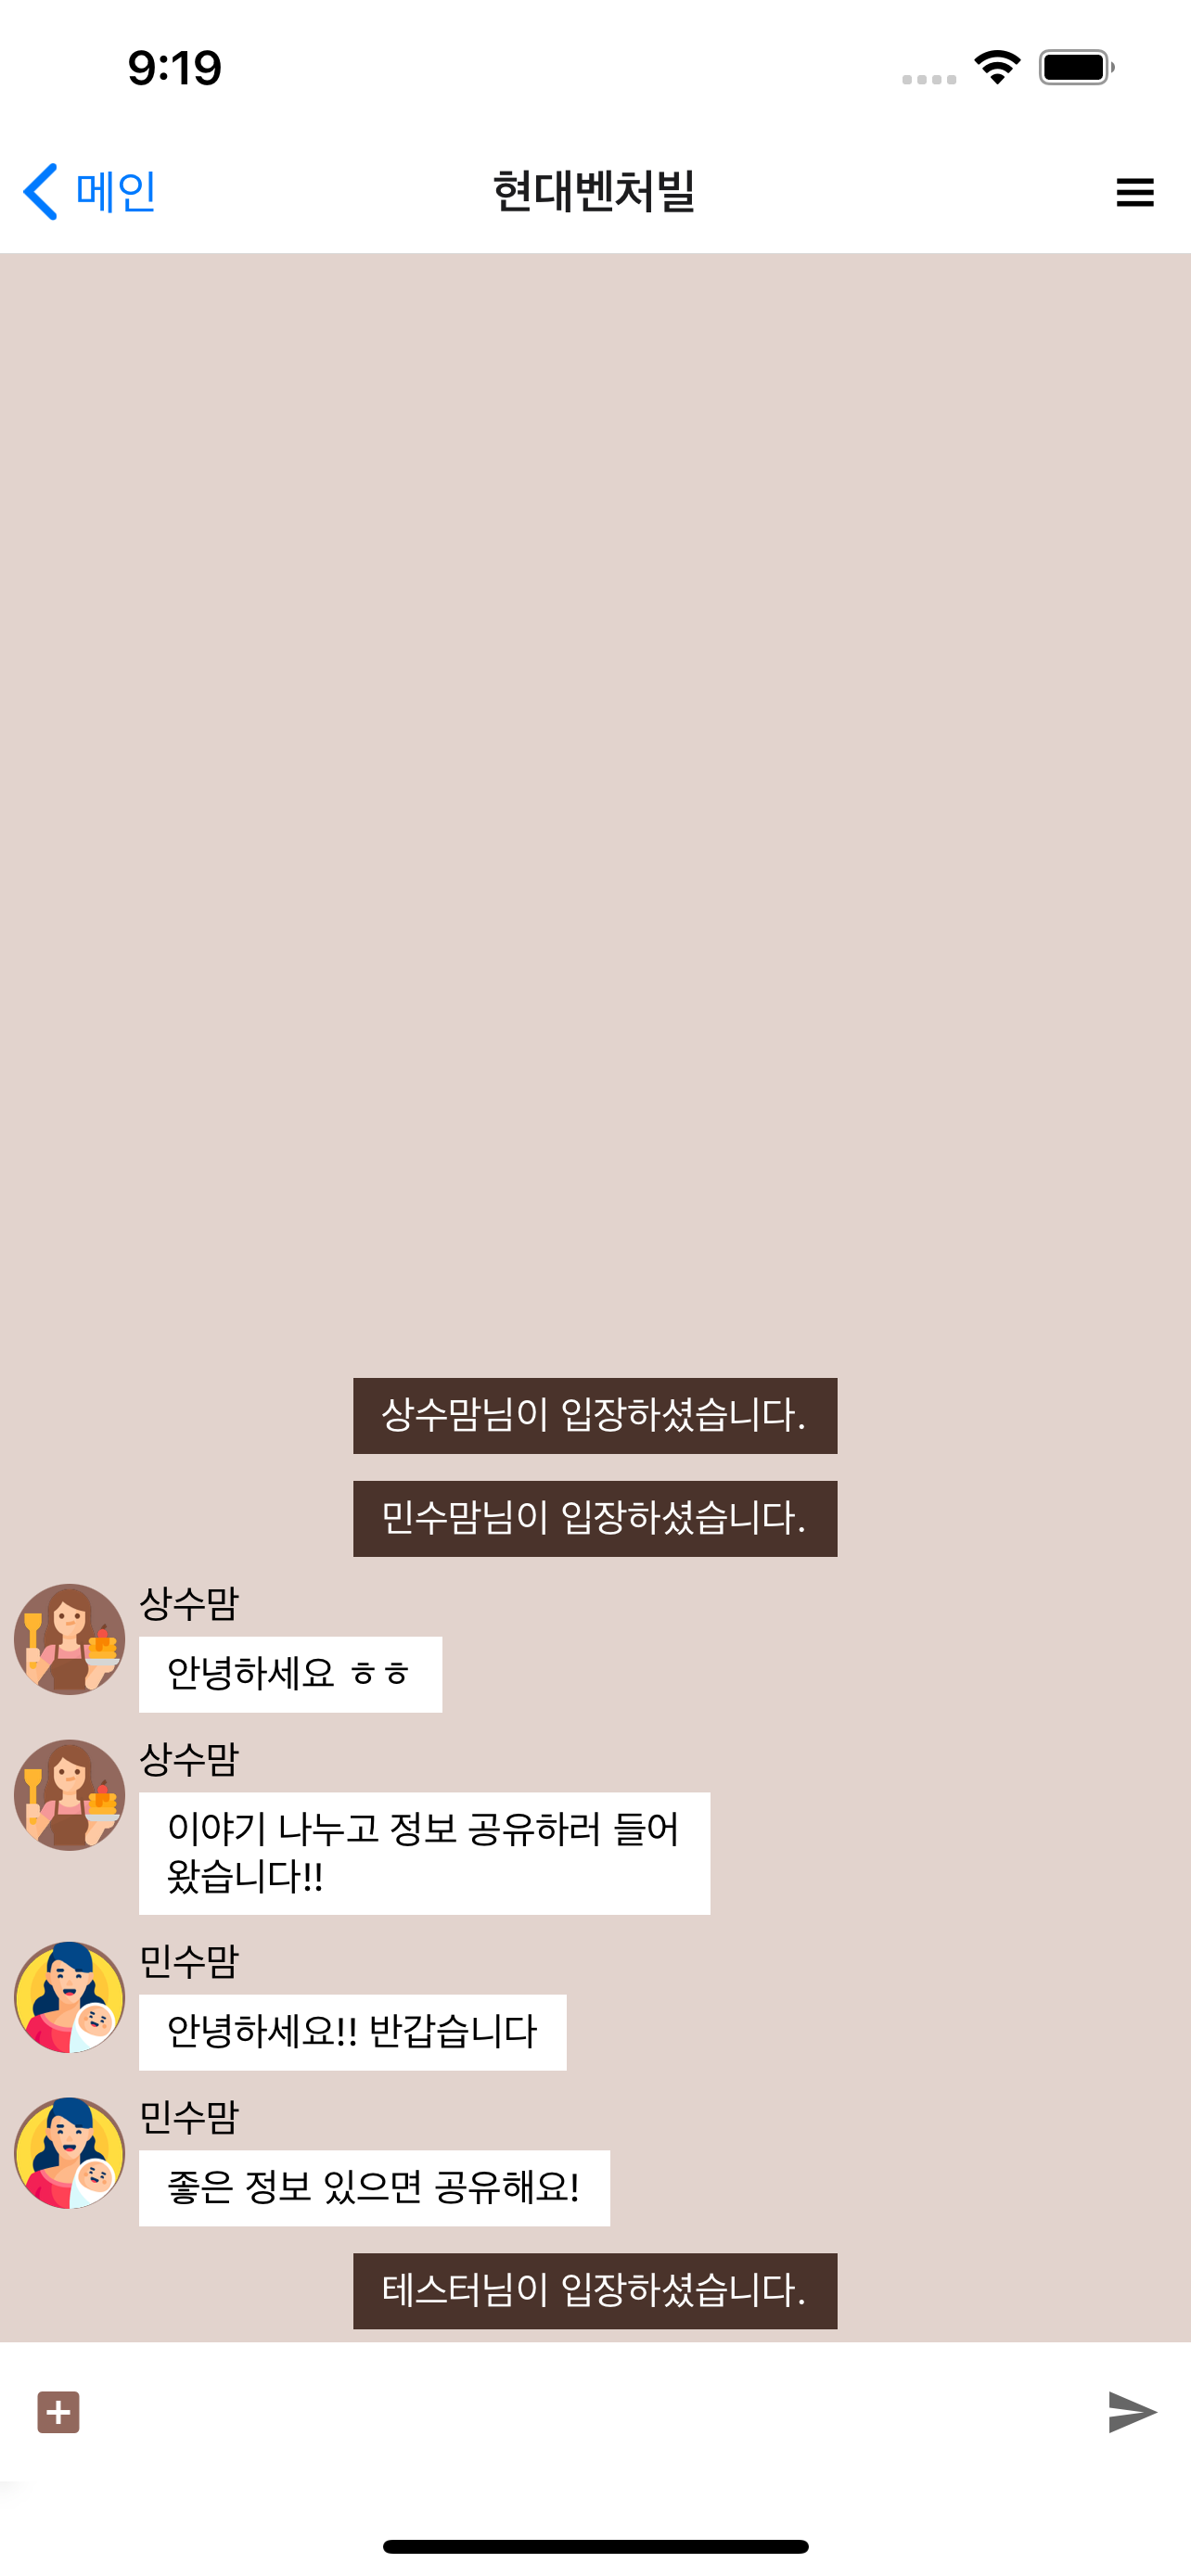 9:19
메인
현대벤처빌
상수맘님이 입장하셨습니다.
민수맘님이 입장하셨습니다.
상수맘
안녕하세요 ㅎㅎ
상수맘
이야기 나누고 정보 공유하러 들어
왔습니다!!
민수맘
안녕하세요!! 반갑습니다
민수맘
좋은 정보 있으면 공유해요!
테스터님이 입장하셨습니다.